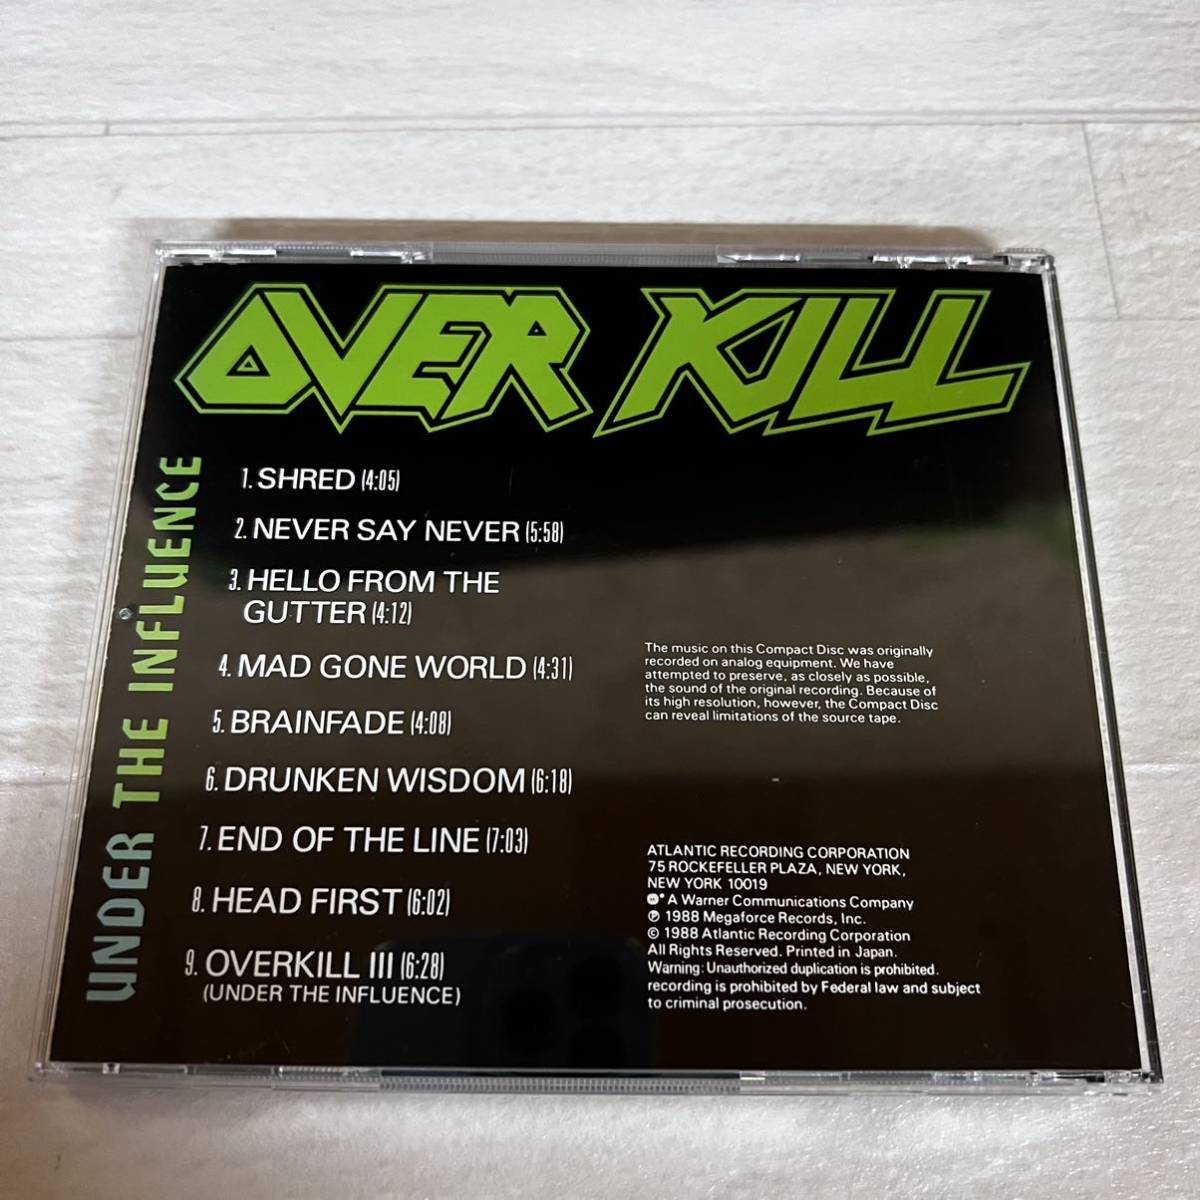 OVER KILL
UNDER THE INFLUENCE
1. SHRED (4:05)
2. NEVER SAY NEVER (5:58)
3. HELLO FROM THE
GUTTER (4:12)
4. MAD GONE WORLD (4:31)
5. BRAINFADE (4:08)
6. DRUNKEN WISDOM (6:18)
7. END OF THE LINE (7:03)
8. HEAD FIRST (6:02)
9. OVERKILL III (6:28)
(UNDER THE INFLUENCE)
The music on this Compact Disc was originally
recorded on analog equipment. We have
attempted to preserve, as closely as possible,
the sound of the original recording. Because of
its high resolution, however, the Compact Disc
can reveal limitations of the source tape.
ATLANTIC RECORDING CORPORATION
75 ROCKEFELLER PLAZA, NEW YORK,
NEW YORK 10019
A Warner Communications Company
℗ 1988 Megaforce Records, Inc.
© 1988 Atlantic Recording Corporation
All Rights Reserved. Printed in Japan.
Warning: Unauthorized duplication is prohibited.
recording is prohibited by Federal law and subject
to criminal prosecution.